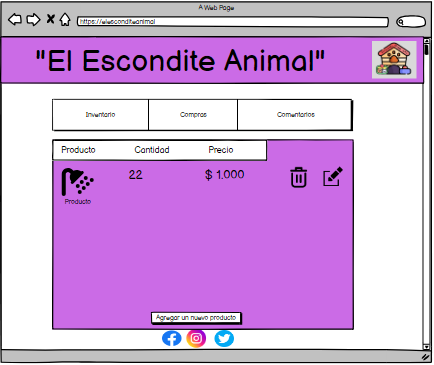 A Web Page
https://elesconditeanimal
"El Escondite Animal"
Inventario Compras Comentarios
Producto Cantidad Precio
22 $ 1.000
Producto
Agregar un nuevo producto